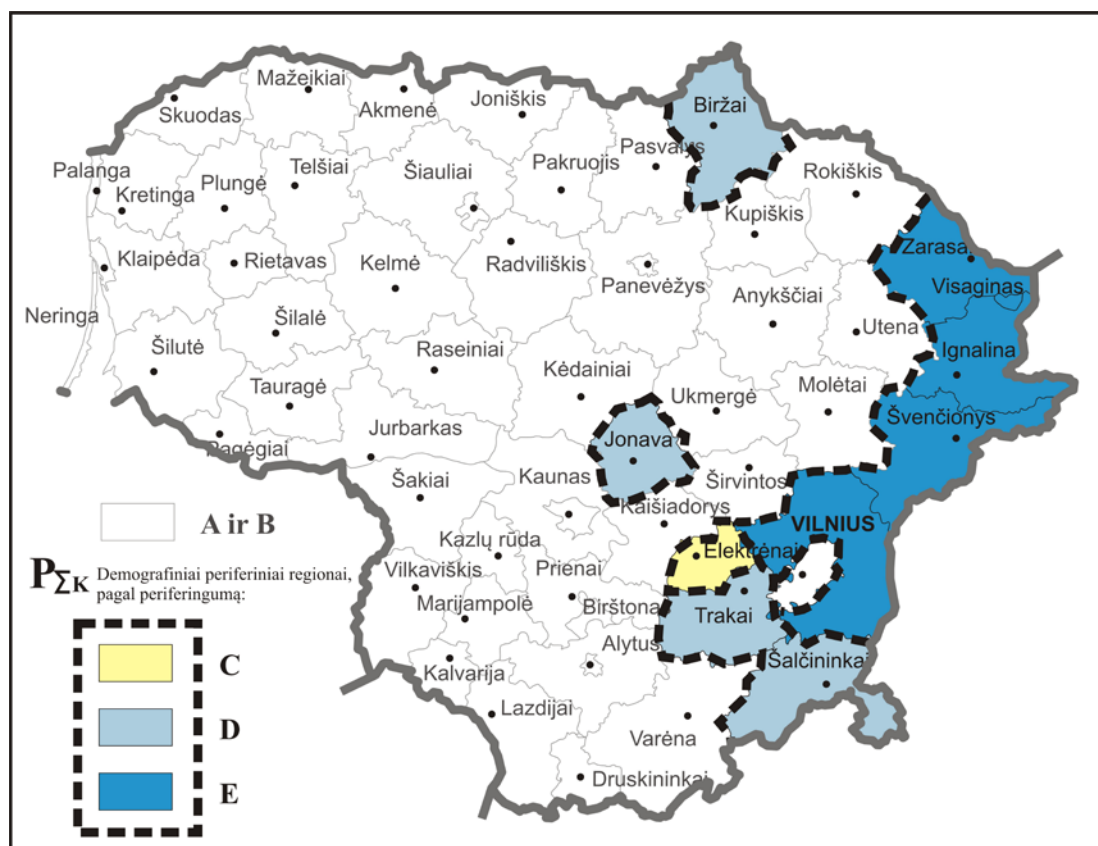 Mažeikiai
Skuodas
Akmenė
Joniškis
Biržai
Palanga
Kretinga
Plungė
Telšiai
Šiauliai
Pakruojis
Pasvalys
Rokiškis
Kupiškis
Klaipėda
Rietavas
Kelmė
Radviliškis
Panevėžys
Anykščiai
Zarasa
Visaginas
Neringa
Šilutė
Šilalė
Raseiniai
Utena
Ignalina
Tauragė
Kėdainiai
Ukmergė
Molėtai
Švenčionys
Pagėgiai
Jurbarkas
Jonava
Šakiai
Kaunas
Širvintos
Kaišiadorys
VILNIUS
Elektrėnai
Kazlų rūda
Vilkaviškis
Prienai
Marijampolė
Birštonas
Trakai
Alytus
Kalvarija
Šalčininka
Lazdijai
Varėna
Druskininkai
A ir B
PΣK Demografiniai periferiniai regionai,
pagal periferingumą:
C
D
E